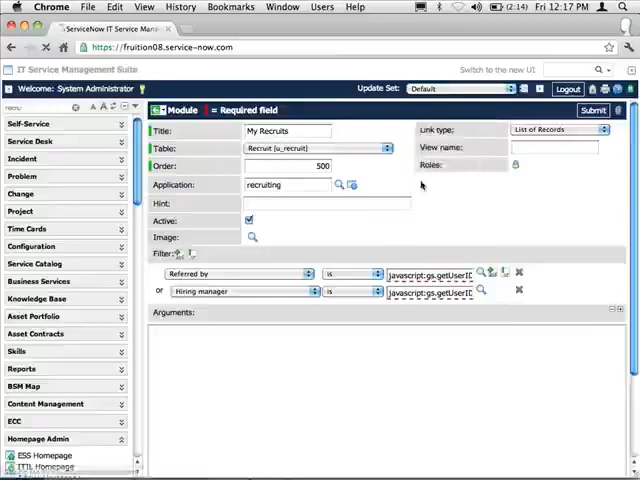 Chrome File Edit View History Bookmarks Window Help (2:14) Fri 12:17 PM
ServiceNow IT Service Mana
https://fruition08.service-now.com
IT Service Management Suite Switch to the new UI
Welcome: System Administrator Update Set: Default Logout
recru A A A
Module = Required field Submit
Self-Service
Service Desk
Incident
Problem
Change
Project
Time Cards
Configuration
Service Catalog
Business Services
Knowledge Base
Asset Portfolio
Asset Contracts
Skills
Reports
BSM Map
Content Management
ECC
Homepage Admin
ESS Homepage
ITIL Homepage
Title: My Recruits
Table: Recruit [u_recruit]
Order: 500
Application: recruiting
Hint:
Active:
Image:
Link type: List of Records
View name:
Roles:
Filter:
Referred by is javascript:gs.getUserID
or Hiring manager is javascript:gs.getUserID
Arguments: